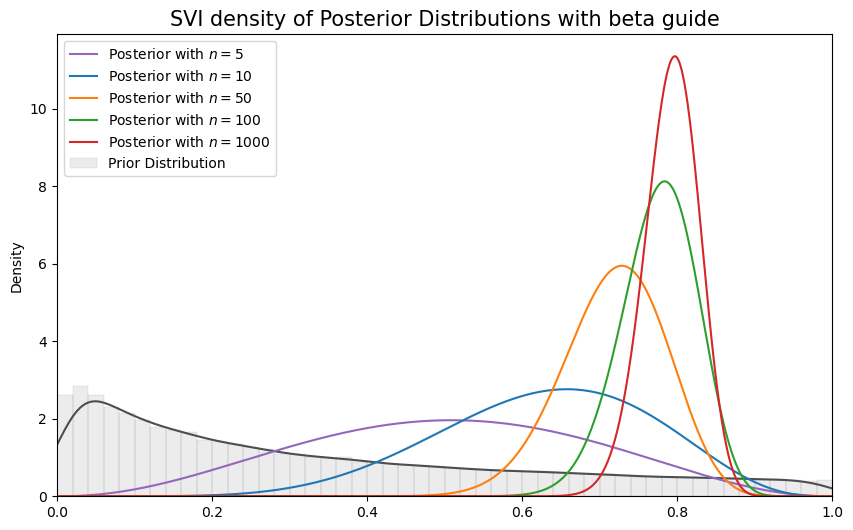 SVI density of Posterior Distributions with beta guide
Posterior with n = 5
Posterior with n = 10
Posterior with n = 50
Posterior with n = 100
Posterior with n = 1000
Prior Distribution
Density
10
8
6
4
2
0
0.0 0.2 0.4 0.6 0.8 1.0